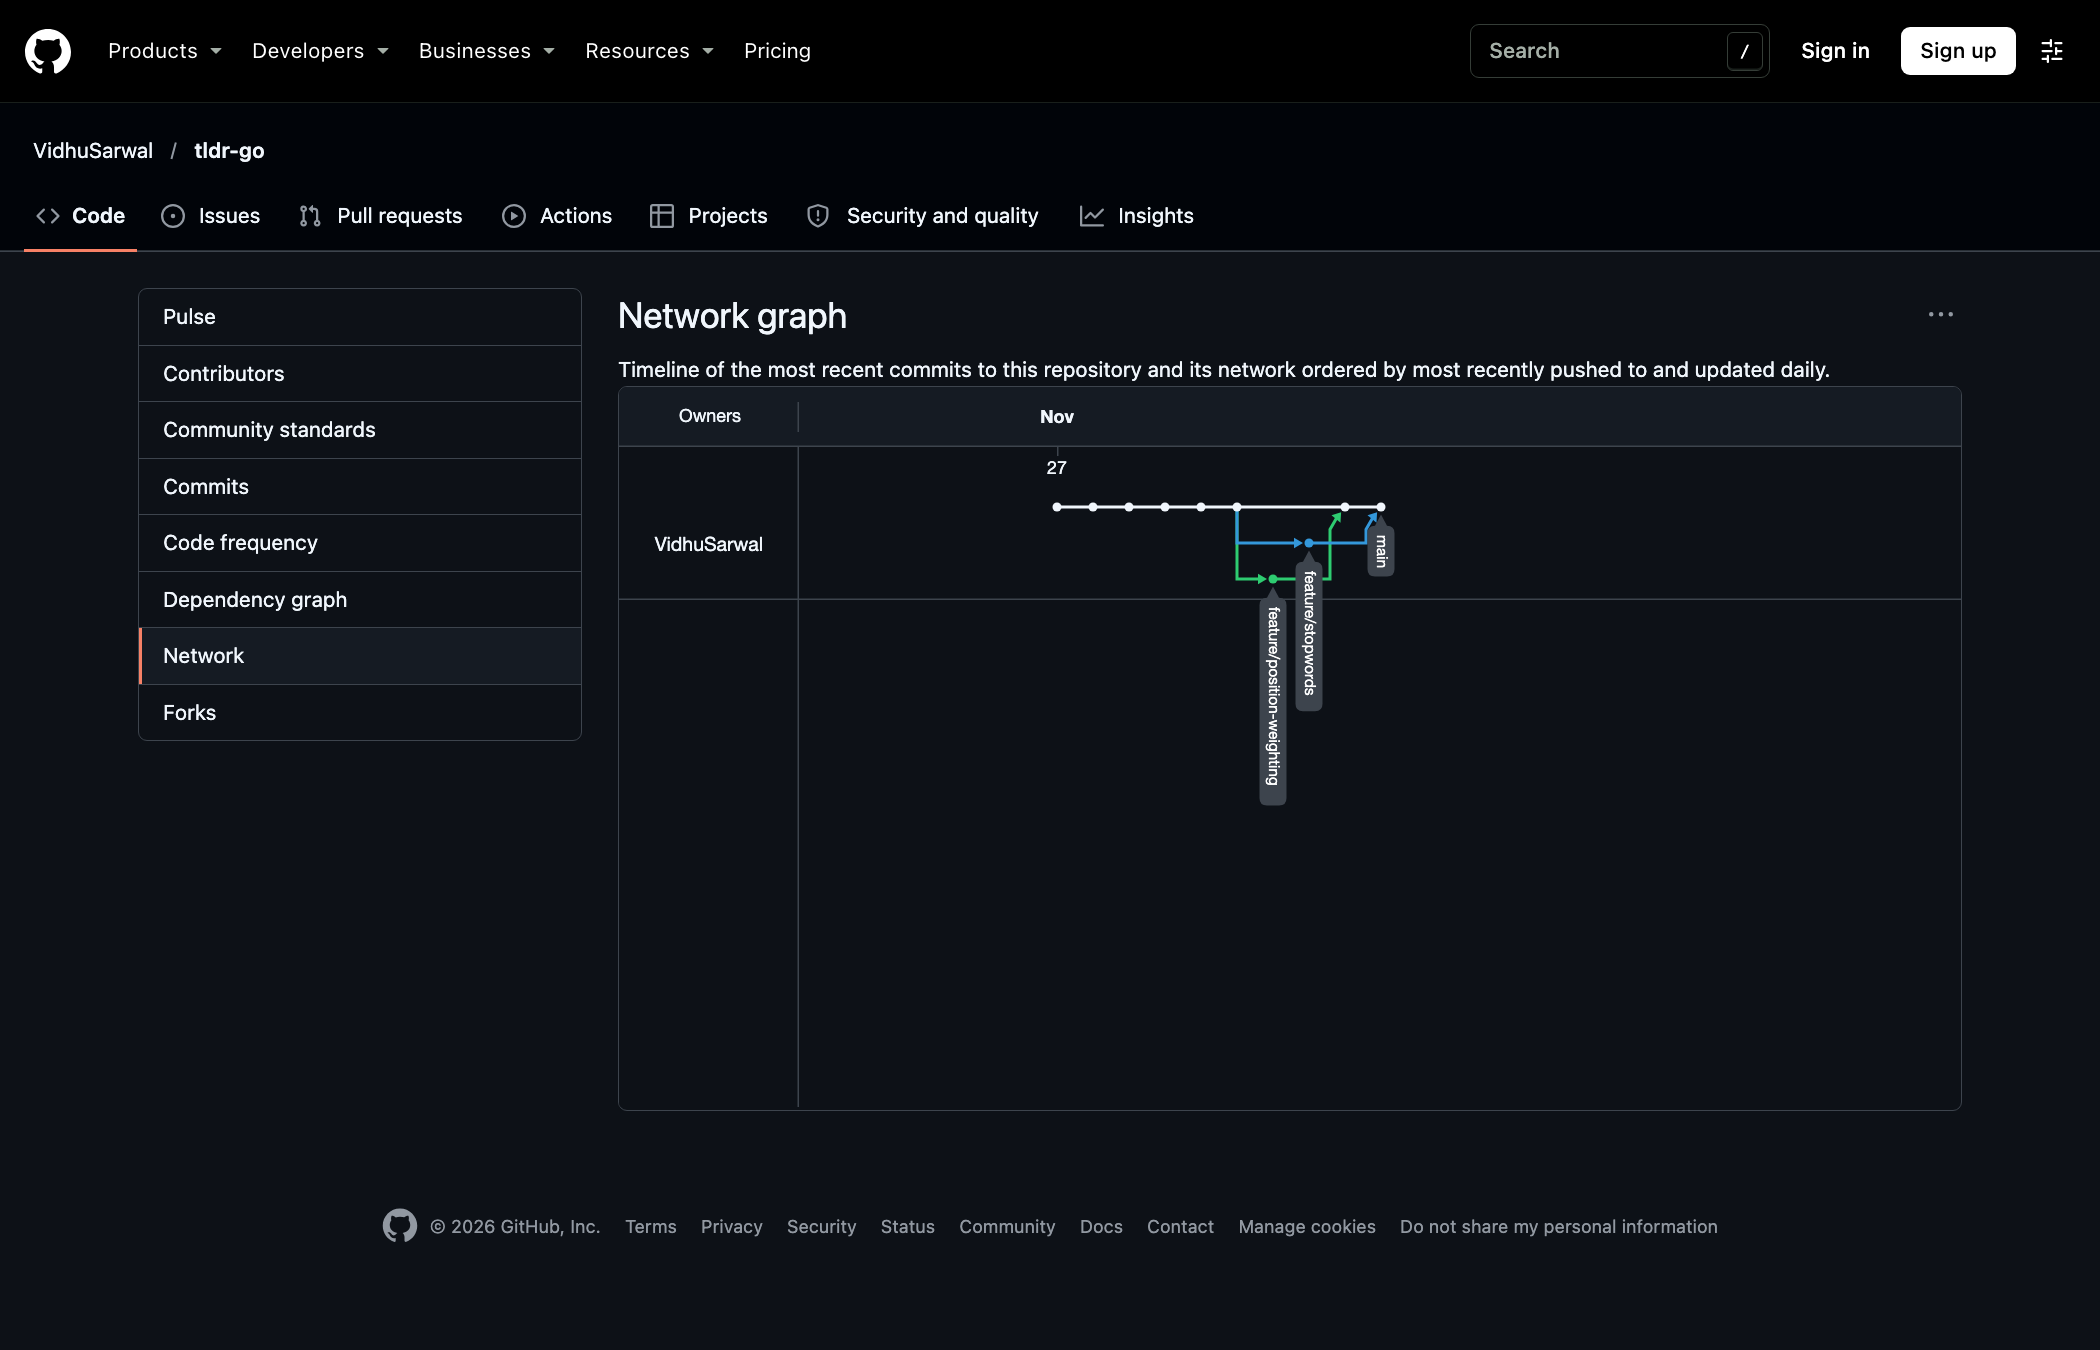 Products Developers Businesses Resources Pricing Search / Sign in Sign up
VidhuSarwal / tldr-go
Code Issues Pull requests Actions Projects Security and quality Insights
Pulse
Contributors
Community standards
Commits
Code frequency
Dependency graph
Network
Forks
Network graph
Timeline of the most recent commits to this repository and its network ordered by most recently pushed to and updated daily.
Owners Nov
27
VidhuSarwal
main
feature/stopwords
feature/position-weighting
© 2026 GitHub, Inc. Terms Privacy Security Status Community Docs Contact Manage cookies Do not share my personal information